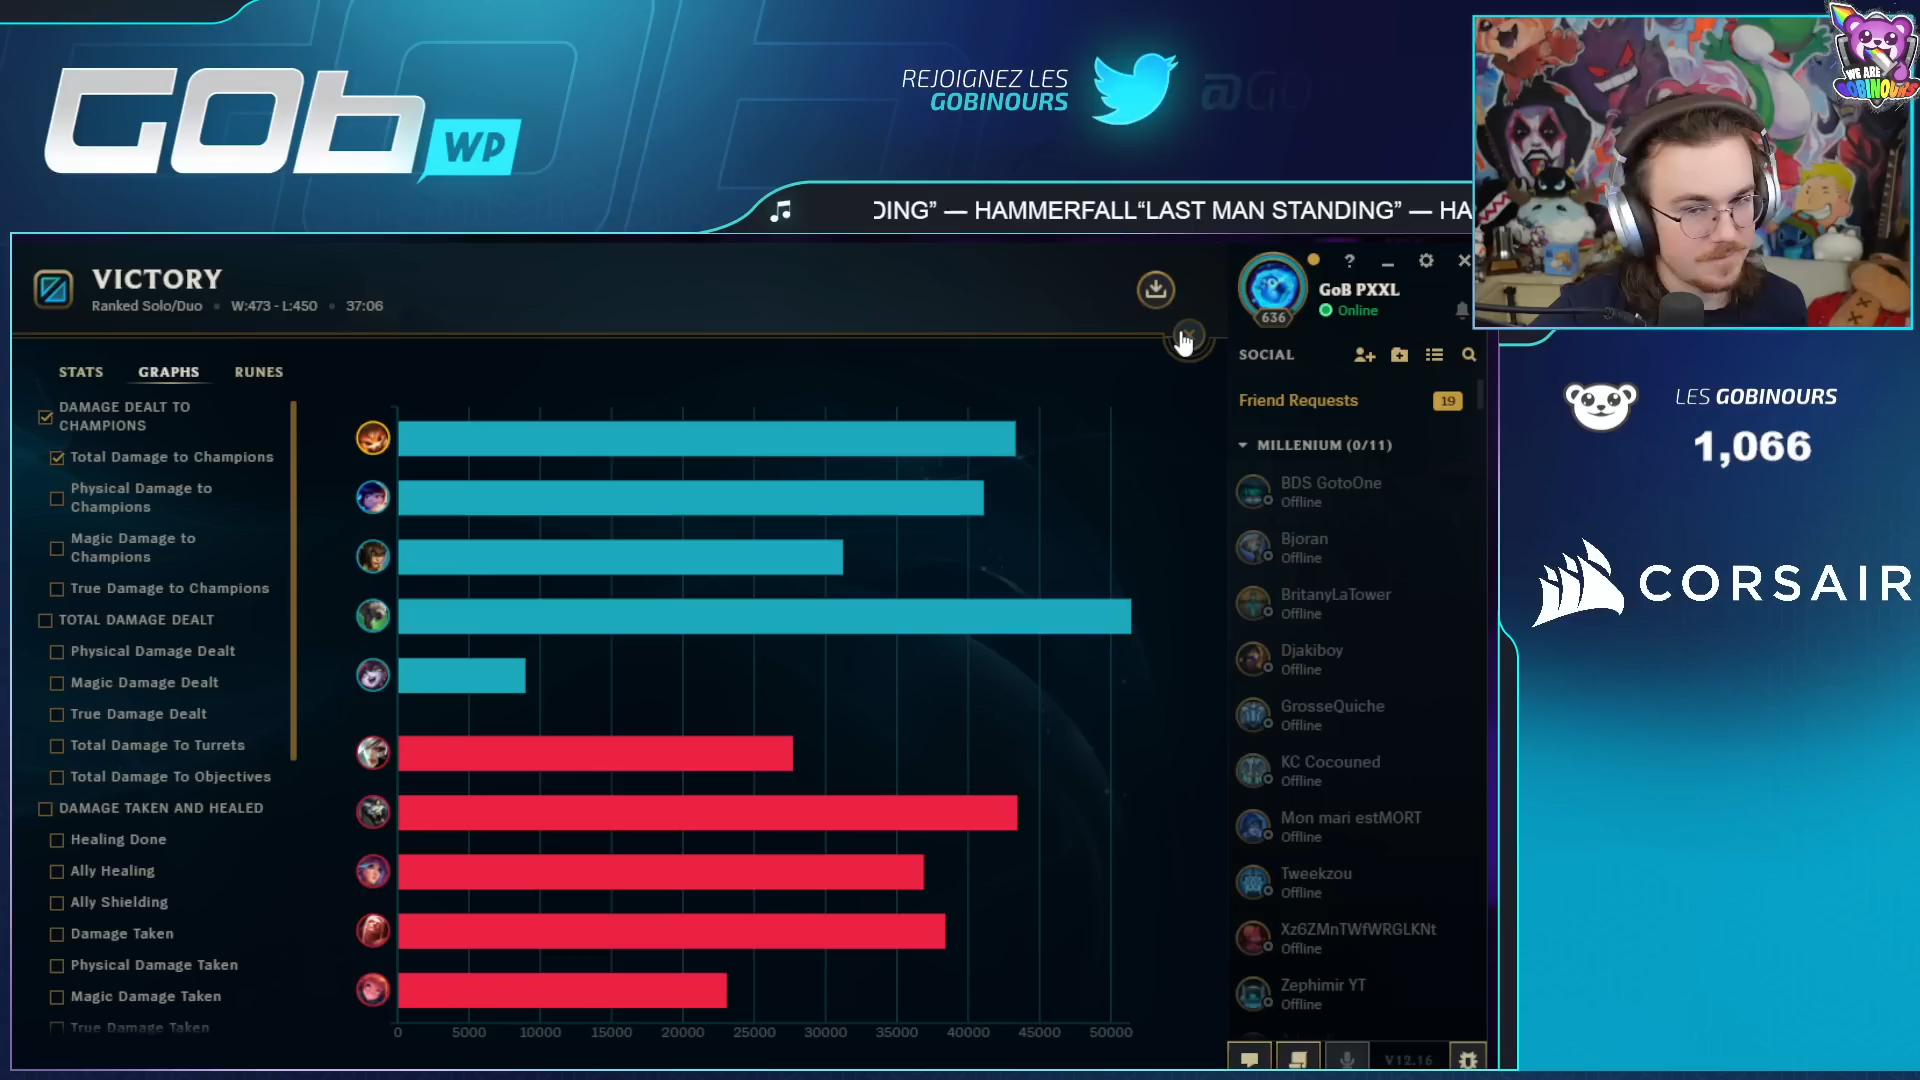 GOB WP
REJOIGNEZ LES
GOBINOURS
@GO
WE ARE
GOBINOURS
DING” — HAMMERFALL“LAST MAN STANDING” — HA
VICTORY
Ranked Solo/Duo • W:473 - L:450 • 37:06
636
GoB PXXL
Online
?
STATS
GRAPHS
RUNES
DAMAGE DEALT TO
CHAMPIONS
Total Damage to Champions
Physical Damage to
Champions
Magic Damage to
Champions
True Damage to Champions
TOTAL DAMAGE DEALT
Physical Damage Dealt
Magic Damage Dealt
True Damage Dealt
Total Damage To Turrets
Total Damage To Objectives
DAMAGE TAKEN AND HEALED
Healing Done
Ally Healing
Ally Shielding
Damage Taken
Physical Damage Taken
Magic Damage Taken
True Damage Taken
0 5000 10000 15000 20000 25000 30000 35000 40000 45000 50000
SOCIAL
Friend Requests 19
MILLENIUM (0/11)
BDS GotoOne
Offline
Bjoran
Offline
BritanyLaTower
Offline
Djakiboy
Offline
GrosseQuiche
Offline
KC Cocouned
Offline
Mon mari estMORT
Offline
Tweekzou
Offline
Xz6ZMnTWfWRGLKNt
Offline
Zephimir YT
Offline
V12.16
LES GOBINOURS
1,066
CORSAIR